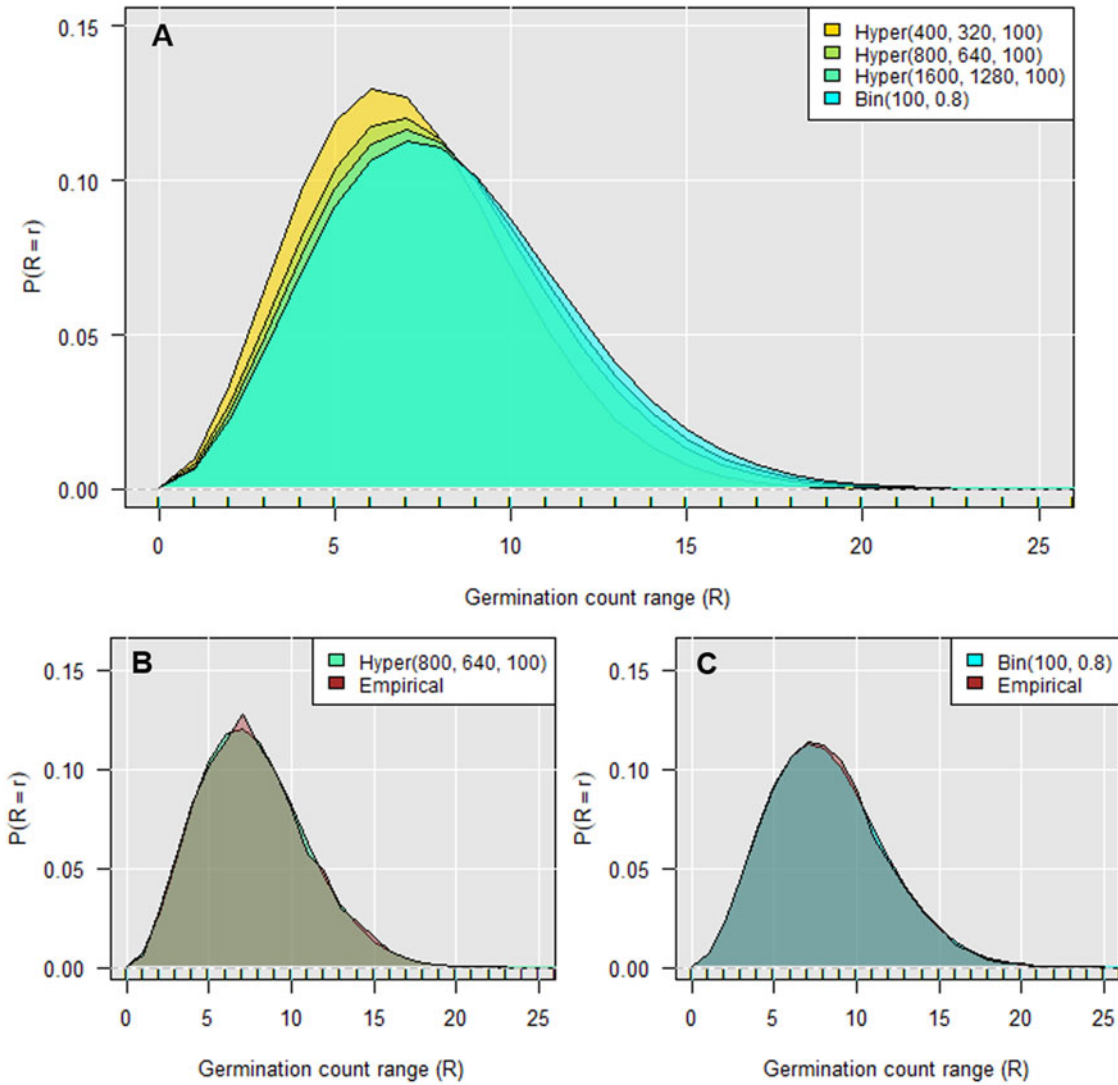 A
Hyper(400, 320, 100)
Hyper(800, 640, 100)
Hyper(1600, 1280, 100)
Bin(100, 0.8)
0.15
0.10
0.05
0.00
P(R = r)
0 5 10 15 20 25
Germination count range (R)
B
Hyper(800, 640, 100)
Empirical
0.15
0.10
0.05
0.00
P(R = r)
0 5 10 15 20 25
Germination count range (R)
C
Bin(100, 0.8)
Empirical
0.15
0.10
0.05
0.00
P(R = r)
0 5 10 15 20 25
Germination count range (R)